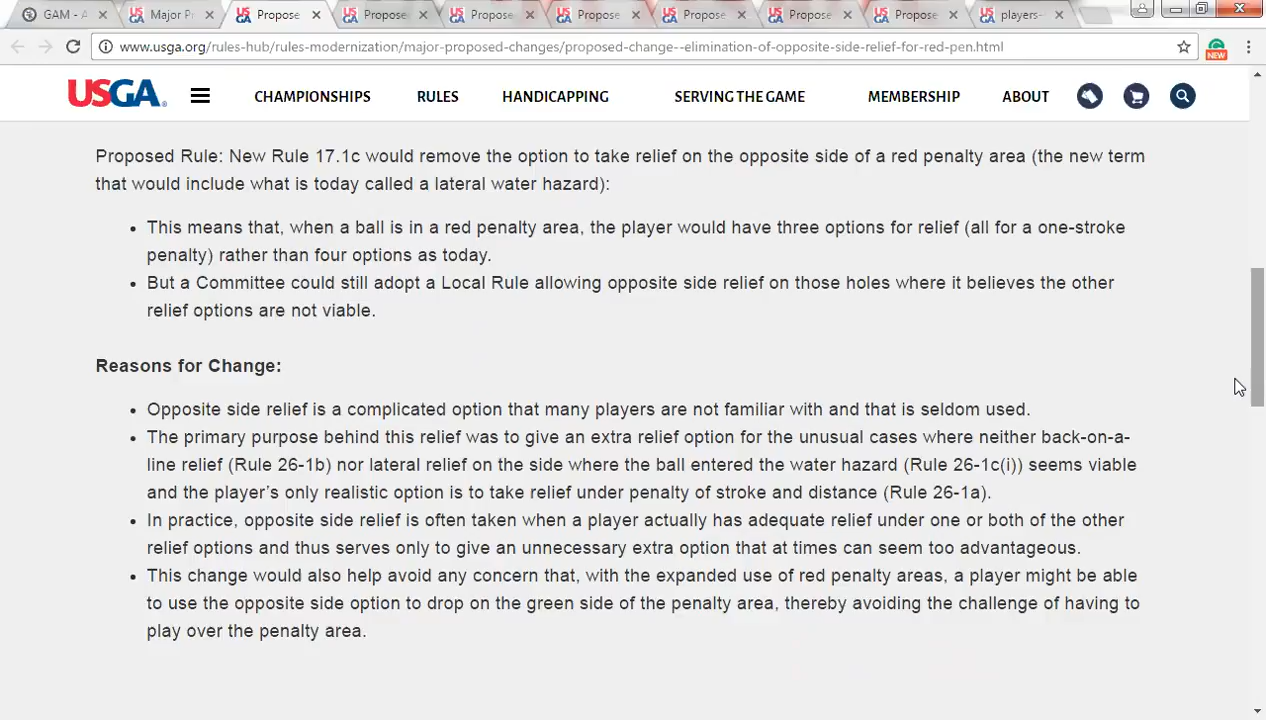 GAM - A
Major Pr
Propose
Propose
Propose
Propose
Propose
Propose
Propose
players-
www.usga.org/rules-hub/rules-modernization/major-proposed-changes/proposed-change--elimination-of-opposite-side-relief-for-red-pen.html
NEW
USGA
CHAMPIONSHIPS
RULES
HANDICAPPING
SERVING THE GAME
MEMBERSHIP
ABOUT
Proposed Rule: New Rule 17.1c would remove the option to take relief on the opposite side of a red penalty area (the new term
that would include what is today called a lateral water hazard):
• This means that, when a ball is in a red penalty area, the player would have three options for relief (all for a one-stroke
penalty) rather than four options as today.
• But a Committee could still adopt a Local Rule allowing opposite side relief on those holes where it believes the other
relief options are not viable.
Reasons for Change:
• Opposite side relief is a complicated option that many players are not familiar with and that is seldom used.
• The primary purpose behind this relief was to give an extra relief option for the unusual cases where neither back-on-a-
line relief (Rule 26-1b) nor lateral relief on the side where the ball entered the water hazard (Rule 26-1c(i)) seems viable
and the player's only realistic option is to take relief under penalty of stroke and distance (Rule 26-1a).
• In practice, opposite side relief is often taken when a player actually has adequate relief under one or both of the other
relief options and thus serves only to give an unnecessary extra option that at times can seem too advantageous.
• This change would also help avoid any concern that, with the expanded use of red penalty areas, a player might be able
to use the opposite side option to drop on the green side of the penalty area, thereby avoiding the challenge of having to
play over the penalty area.